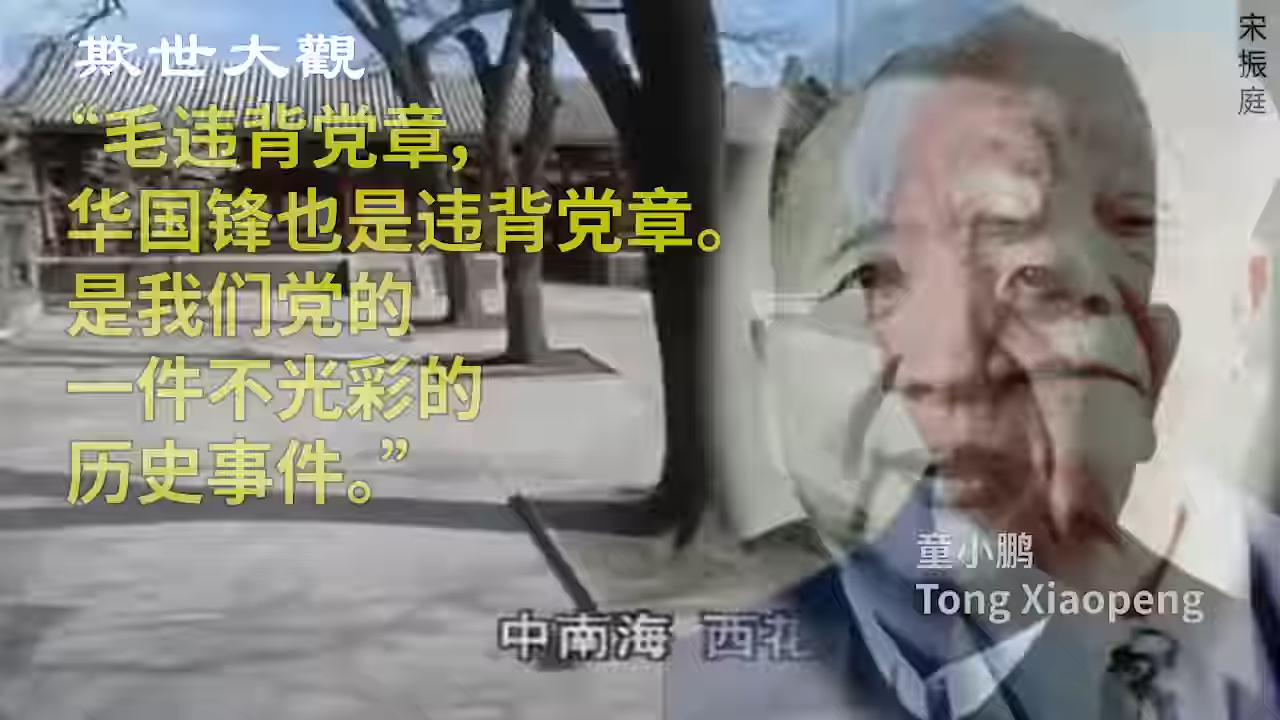 欺世大觀
“毛违背党章,
华国锋也是违背党章。
是我们党的
一件不光彩的
历史事件。”
宋振庭
童小鹏
Tong Xiaopeng
中南海 西花